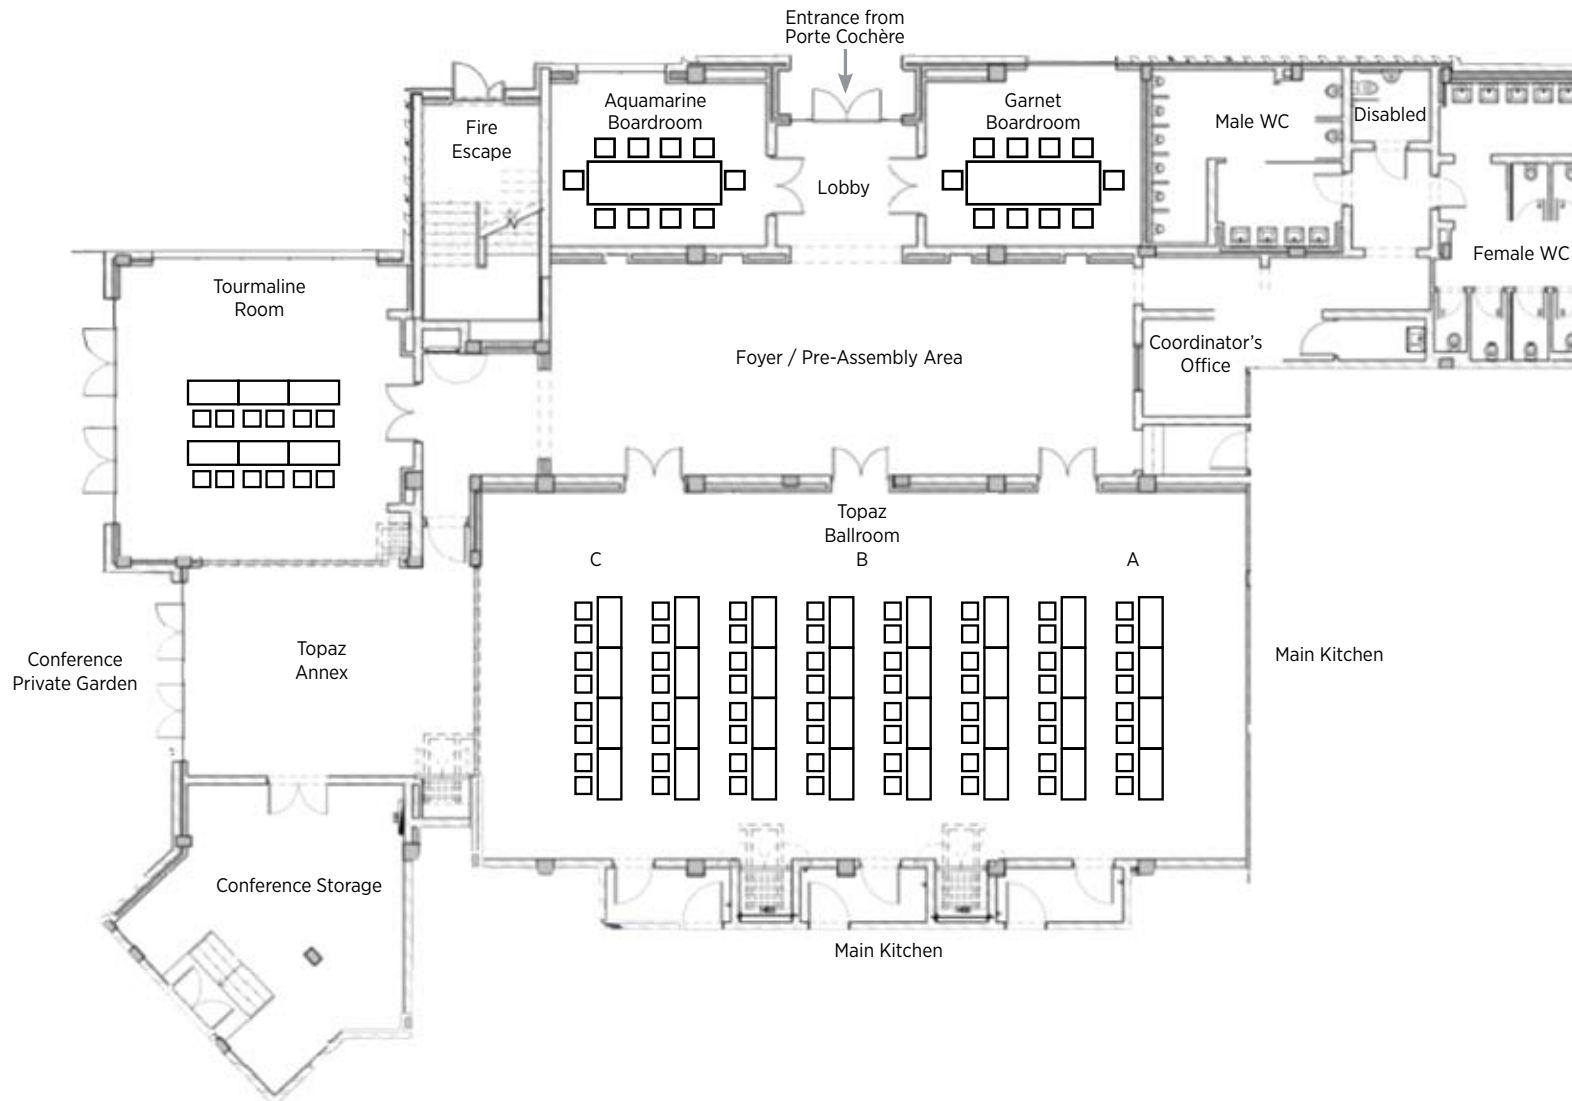 Entrance from
Porte Cochère
Aquamarine
Boardroom
Garnet
Boardroom
Fire
Escape
Lobby
Male WC
Disabled
Female WC
Tourmaline
Room
Foyer / Pre-Assembly Area
Coordinator's
Office
Topaz
Ballroom
C
B
A
Conference
Private Garden
Topaz
Annex
Main Kitchen
Conference Storage
Main Kitchen